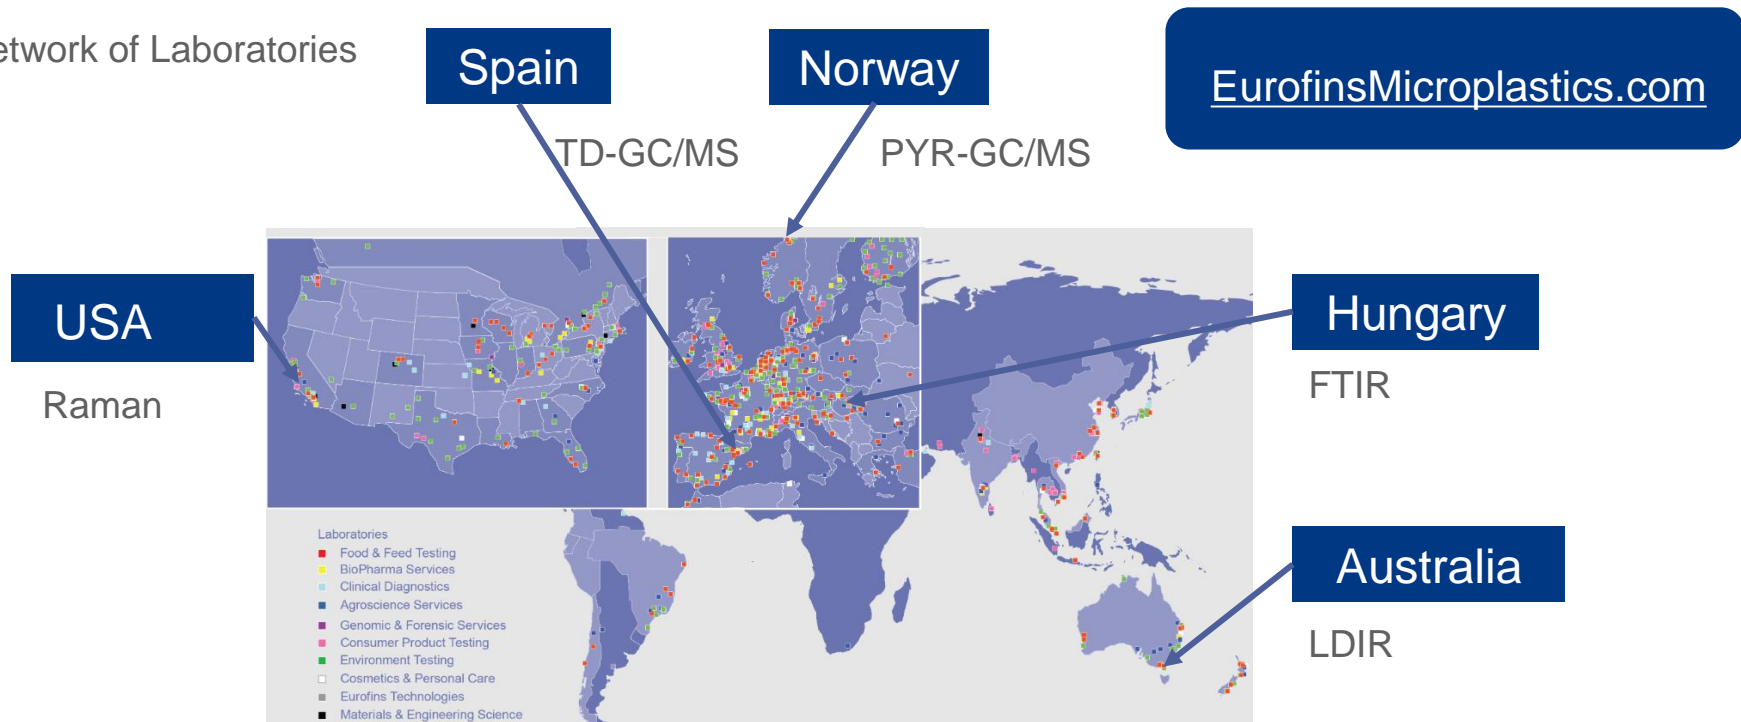 etwork of Laboratories
Spain
Norway
EurofinsMicroplastics.com
TD-GC/MS
PYR-GC/MS
USA
Raman
Hungary
FTIR
Australia
LDIR
Laboratories
Food & Feed Testing
BioPharma Services
Clinical Diagnostics
Agroscience Services
Genomic & Forensic Services
Consumer Product Testing
Environment Testing
Cosmetics & Personal Care
Eurofins Technologies
Materials & Engineering Science